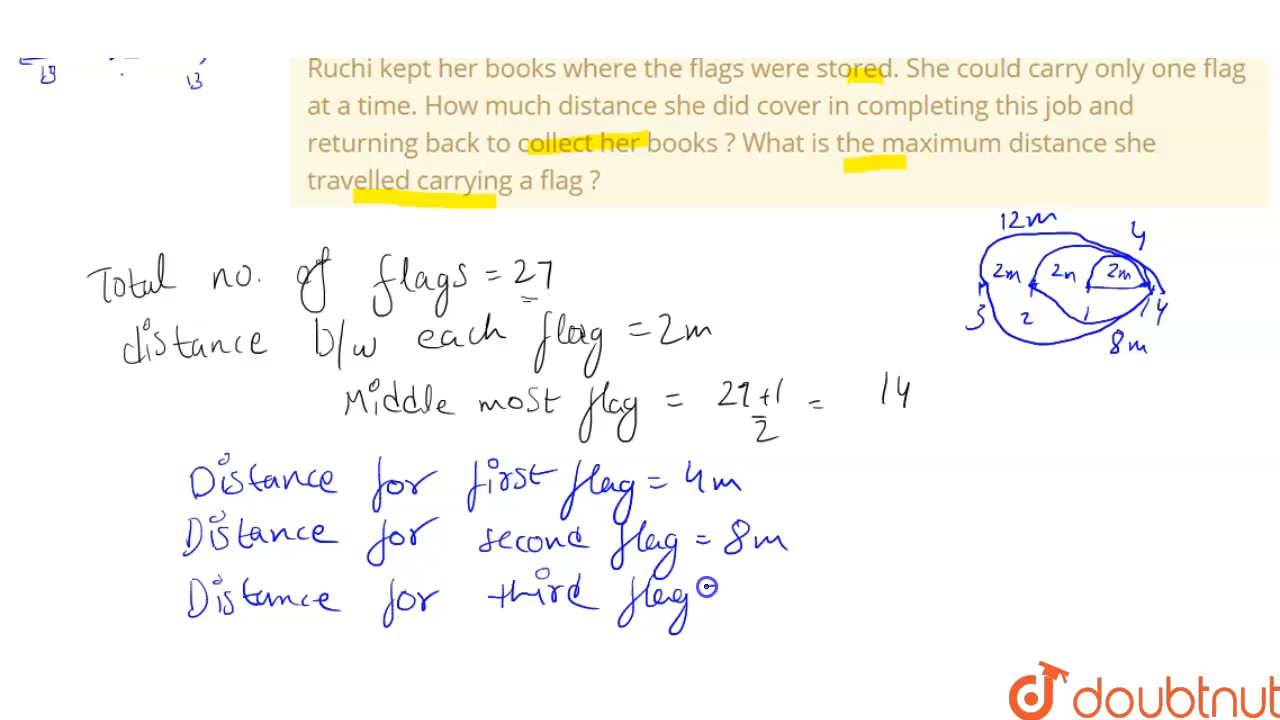 13
13
Ruchi kept her books where the flags were stored. She could carry only one flag
at a time. How much distance she did cover in completing this job and
returning back to collect her books ? What is the maximum distance she
travelled carrying a flag ?
12m
4
2m 2m 2m
3 2 1 14
8m
Total no. of flags = 27
distance b/w each flag = 2m
Middle most flag = 27+1 = 14
2
Distance for first flag = 4m
Distance for second flag = 8m
Distance for third flag
doubtnut